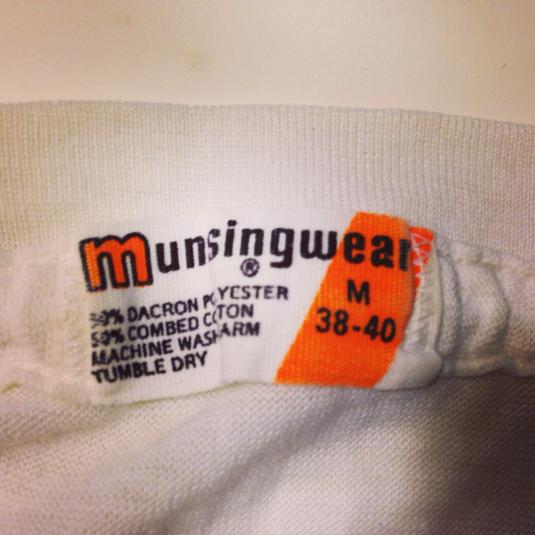 munsingwear
®
M
38-40
50% DACRON POLYESTER
50% COMBED COTTON
MACHINE WASH WARM
TUMBLE DRY